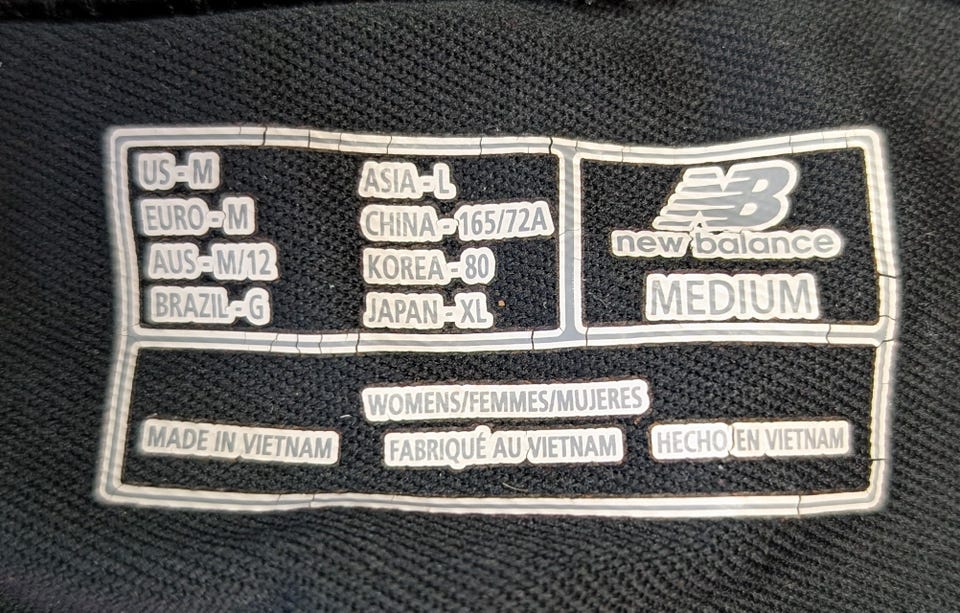 US - M
EURO - M
AUS - M/12
BRAZIL - G
ASIA - L
CHINA - 165/72A
KOREA - 80
JAPAN - XL
NB
new balance
MEDIUM
WOMENS/FEMMES/MUJERES
MADE IN VIETNAM
FABRIQUÉ AU VIETNAM
HECHO EN VIETNAM